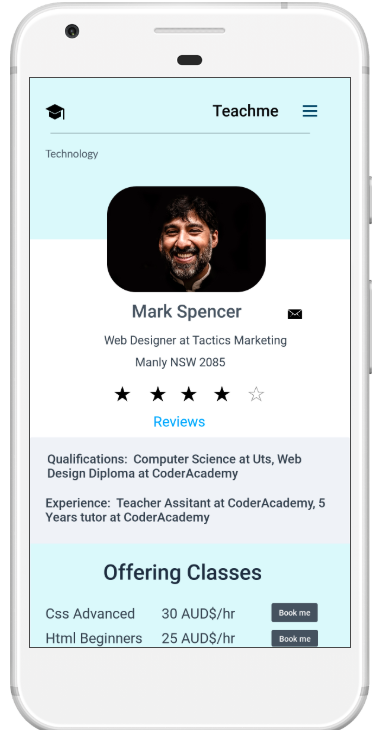 Teachme
Technology
Mark Spencer
Web Designer at Tactics Marketing
Manly NSW 2085
Reviews
Qualifications: Computer Science at Uts, Web
Design Diploma at CoderAcademy
Experience: Teacher Assitant at CoderAcademy, 5
Years tutor at CoderAcademy
Offering Classes
Css Advanced 30 AUD$/hr Book me
Html Beginners 25 AUD$/hr Book me